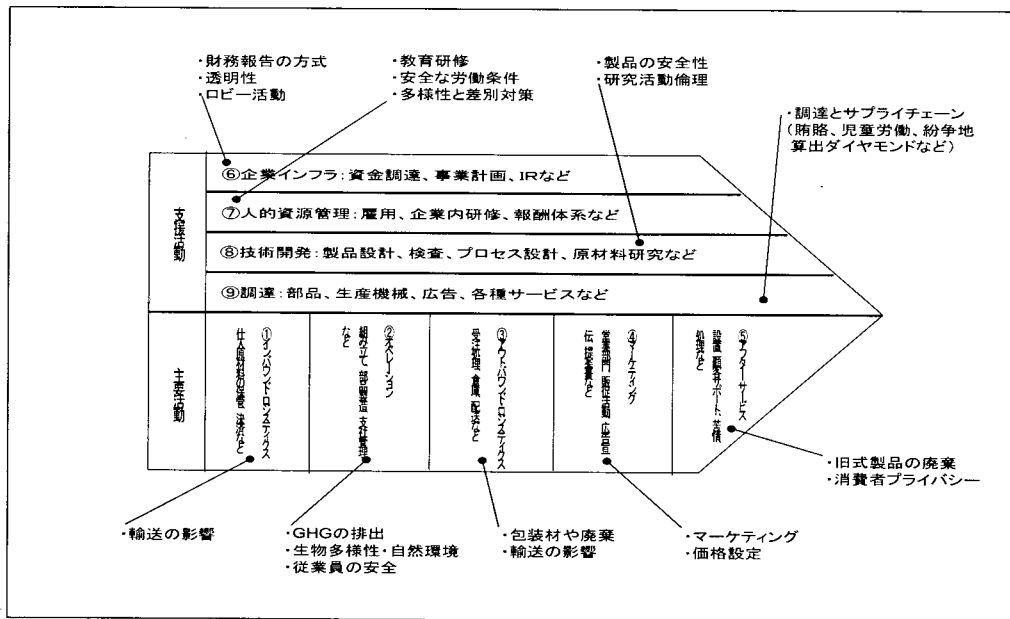 ・財務報告の方式
・透明性
・ロビー活動
・教育研修
・安全な労働条件
・多様性と差別対策
・製品の安全性
・研究活動倫理
・調達とサプライチェーン
(賄賂、児童労働、紛争地
算出ダイヤモンドなど)
支援活動
⑥企業インフラ:資金調達、事業計画、IRなど
⑦人的資源管理:雇用、企業内研修、報酬体系など
⑧技術開発:製品設計、検査、プロセス設計、原材料研究など
⑨調達:部品、生産機械、広告、各種サービスなど
主要活動
①インバウンド・ロジスティクス
②オペレーション
組み立て、部品製造、支社管理
など
③アウトバウンド・ロジスティクス
受注処理、倉庫、配送など
④マーケティング
営業部門、販促活動、広告宣
伝、提案書など
⑤アフターサービス
設置、顧客サポート、苦情
処理など
・輸送の影響
・GHGの排出
・生物多様性・自然環境
・従業員の安全
・包装材や廃棄
・輸送の影響
・マーケティング
・価格設定
・旧式製品の廃棄
・消費者プライバシー